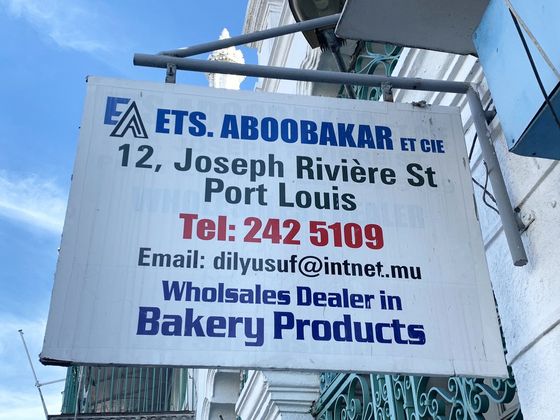 EA ETS. ABOOBAKAR ET CIE
12, Joseph Rivière St
Port Louis
Tel: 242 5109
Email: dilyusuf@intnet.mu
Wholsales Dealer in
Bakery Products